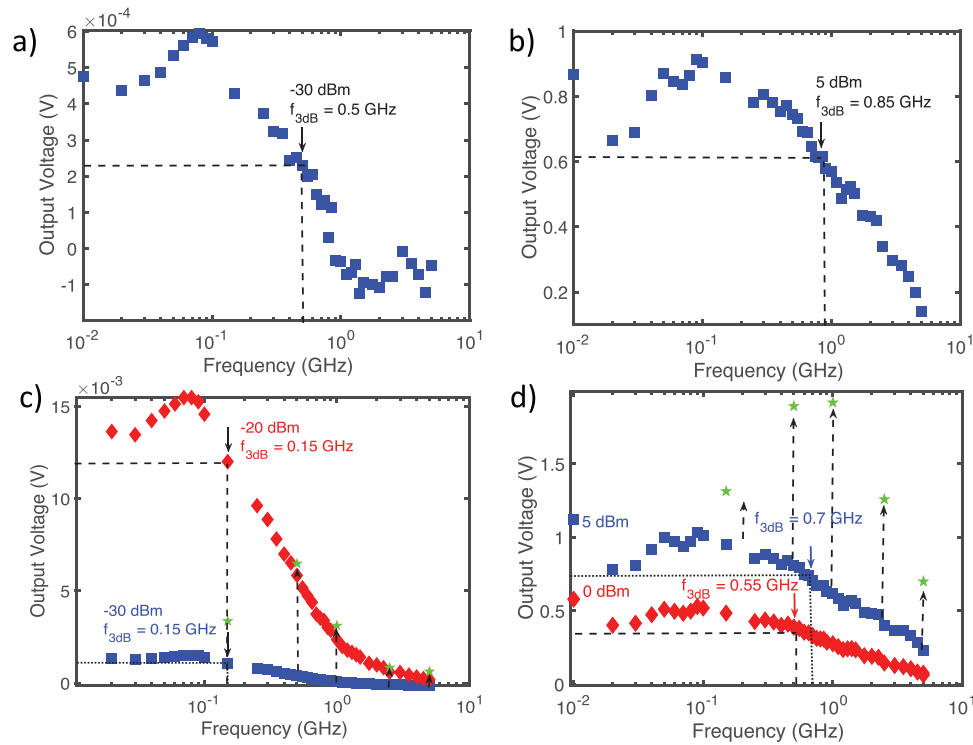 a)
×10⁻⁴
6
5
4
3
2
1
0
-1
Output Voltage (V)
-30 dBm
f3dB = 0.5 GHz
10⁻²
10⁻¹
10⁰
10¹
Frequency (GHz)
b)
1
0.8
0.6
0.4
0.2
Output Voltage (V)
5 dBm
f3dB = 0.85 GHz
10⁻²
10⁻¹
10⁰
10¹
Frequency (GHz)
c)
×10⁻³
15
10
5
0
Output Voltage (V)
-20 dBm
f3dB = 0.15 GHz
-30 dBm
f3dB = 0.15 GHz
10⁻¹
10⁰
10¹
Frequency (GHz)
d)
1.5
1
0.5
0
Output Voltage (V)
5 dBm
f3dB = 0.7 GHz
0 dBm
f3dB = 0.55 GHz
10⁻²
10⁻¹
10⁰
10¹
Frequency (GHz)